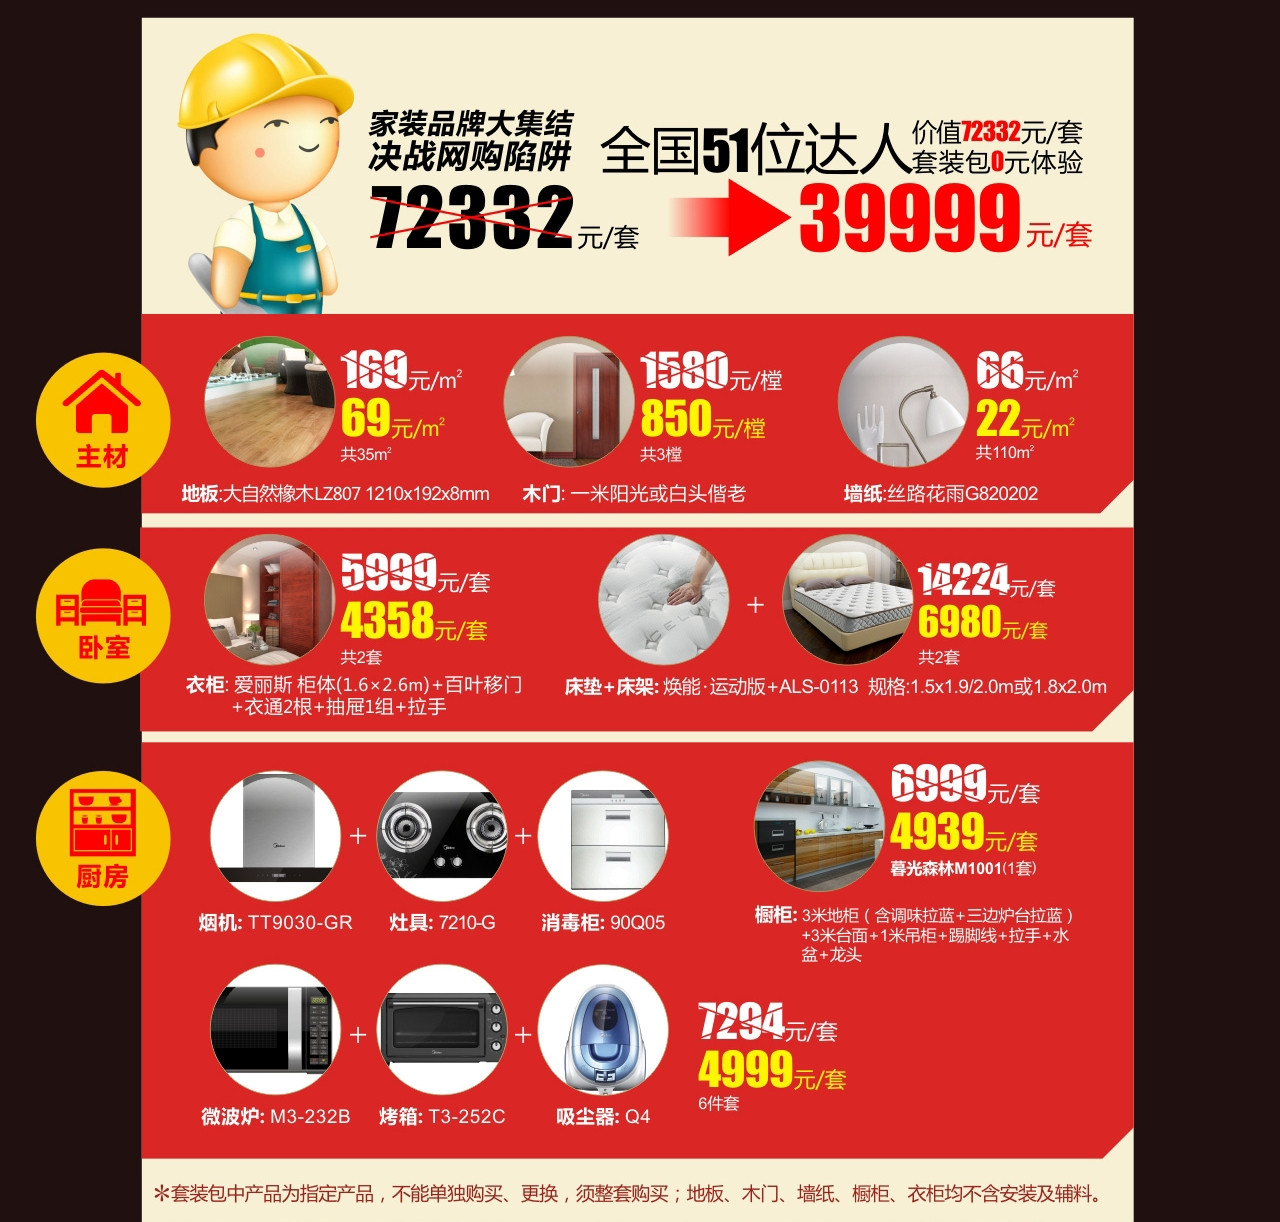 家装品牌大集结
决战网购陷阱
72332元/套
全国51位达人
价值72332元/套
套装包0元体验
39999元/套
主材
169元/m²
69元/m²
共35m²
地板:大自然橡木LZ807 1210x192x8mm
1580元/樘
850元/樘
共3樘
木门: 一米阳光或白头偕老
66元/m²
22元/m²
共110m²
墙纸:丝路花雨G820202
卧室
5999元/套
4358元/套
共2套
衣柜: 爱丽斯 柜体(1.6×2.6m)+百叶移门
+衣通2根+抽屉1组+拉手
+
14224元/套
6980元/套
共2套
床垫+床架: 焕能·运动版+ALS-0113 规格:1.5x1.9/2.0m或1.8x2.0m
厨房
+
+
烟机: TT9030-GR
灶具: 7210-G
消毒柜: 90Q05
6999元/套
4939元/套
暮光森林M1001(1套)
橱柜: 3米地柜（含调味拉蓝+三边炉台拉蓝）
+3米台面+1米吊柜+踢脚线+拉手+水
盆+龙头
+
+
微波炉: M3-232B
烤箱: T3-252C
吸尘器: Q4
7294元/套
4999元/套
6件套
＊套装包中产品为指定产品，不能单独购买、更换，须整套购买；地板、木门、墙纸、橱柜、衣柜均不含安装及辅料。